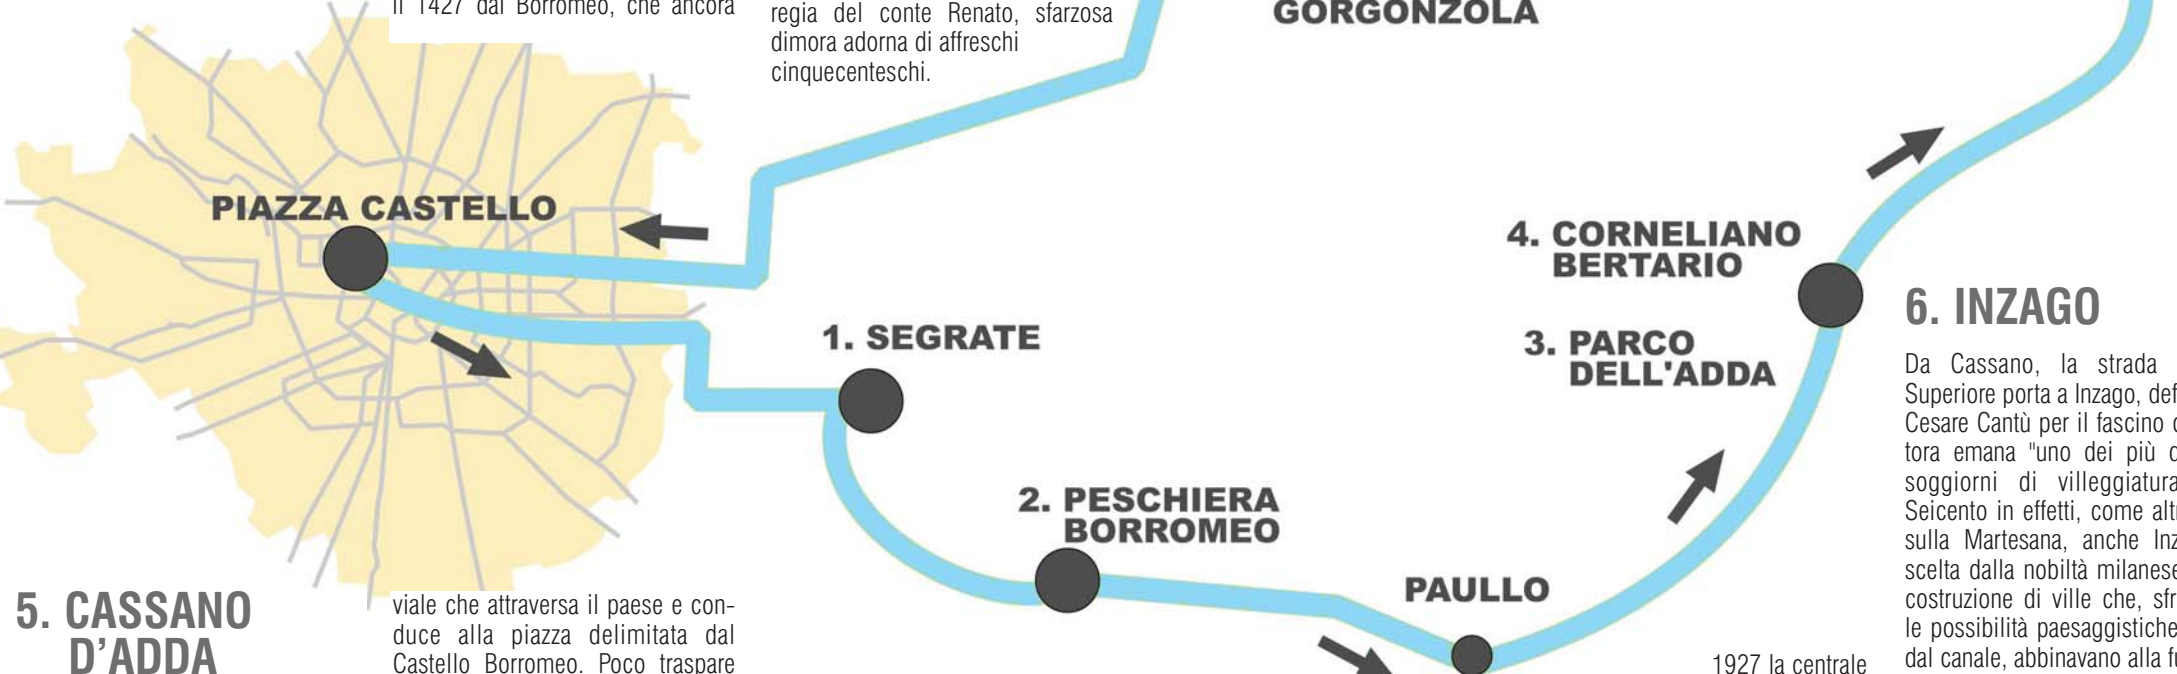 il 1427 dai Borromeo, che ancora
regia del conte Renato, sfarzosa
dimora adorna di affreschi
cinquecenteschi.
GORGONZOLA
PIAZZA CASTELLO
1. SEGRATE
2. PESCHIERA
BORROMEO
PAULLO
3. PARCO
DELL'ADDA
4. CORNELIANO
BERTARIO
5. CASSANO
D’ADDA
viale che attraversa il paese e con-
duce alla piazza delimitata dal
Castello Borromeo. Poco traspare
1927 la centrale
6. INZAGO
Da Cassano, la strada
Superiore porta a Inzago, def
Cesare Cantù per il fascino
tora emana "uno dei più
soggiorni di villeggiatura
Seicento in effetti, come altr
sulla Martesana, anche Inz
scelta dalla nobiltà milanese
costruzione di ville che, sfr
le possibilità paesaggistiche
dal canale, abbinavano alla fu